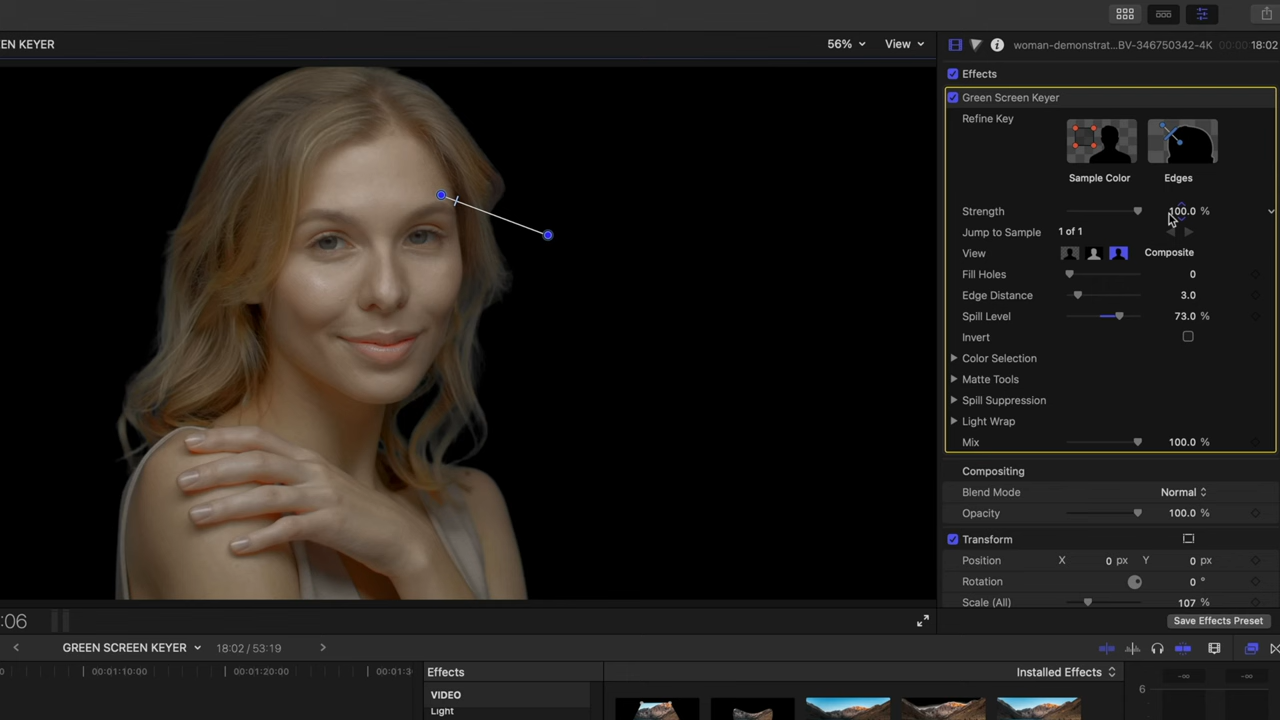 EN KEYER
56%
View
woman-demonstrat...BV-346750342-4K
00:00 18:02
Effects
Green Screen Keyer
Refine Key
Sample Color
Edges
Strength
100.0 %
Jump to Sample
1 of 1
View
Composite
Fill Holes
0
Edge Distance
3.0
Spill Level
73.0 %
Invert
Color Selection
Matte Tools
Spill Suppression
Light Wrap
Mix
100.0 %
Compositing
Blend Mode
Normal
Opacity
100.0 %
Transform
Position
X 0 px Y 0 px
Rotation
0 °
Scale (All)
107 %
:06
Save Effects Preset
GREEN SCREEN KEYER
18:02 / 53:19
00:01:10:00
00:01:20:00
00:01:3
Effects
Installed Effects
VIDEO
Light
6
-∞
-∞